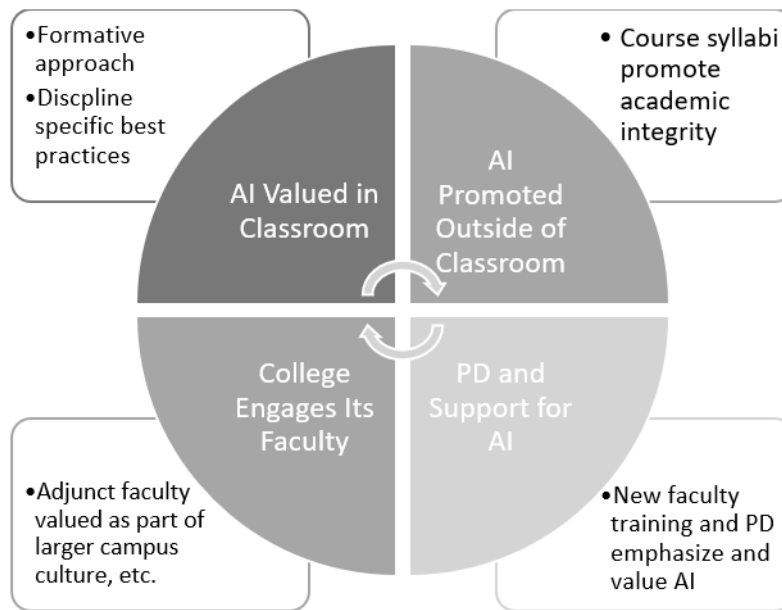 •Formative
approach
•Discpline
specific best
practices
• Course syllabi
promote
academic
integrity
AI Valued in
Classroom
AI
Promoted
Outside of
Classroom
College
Engages Its
Faculty
PD and
Support for
AI
•Adjunct faculty
valued as part of
larger campus
culture, etc.
•New faculty
training and PD
emphasize and
value AI